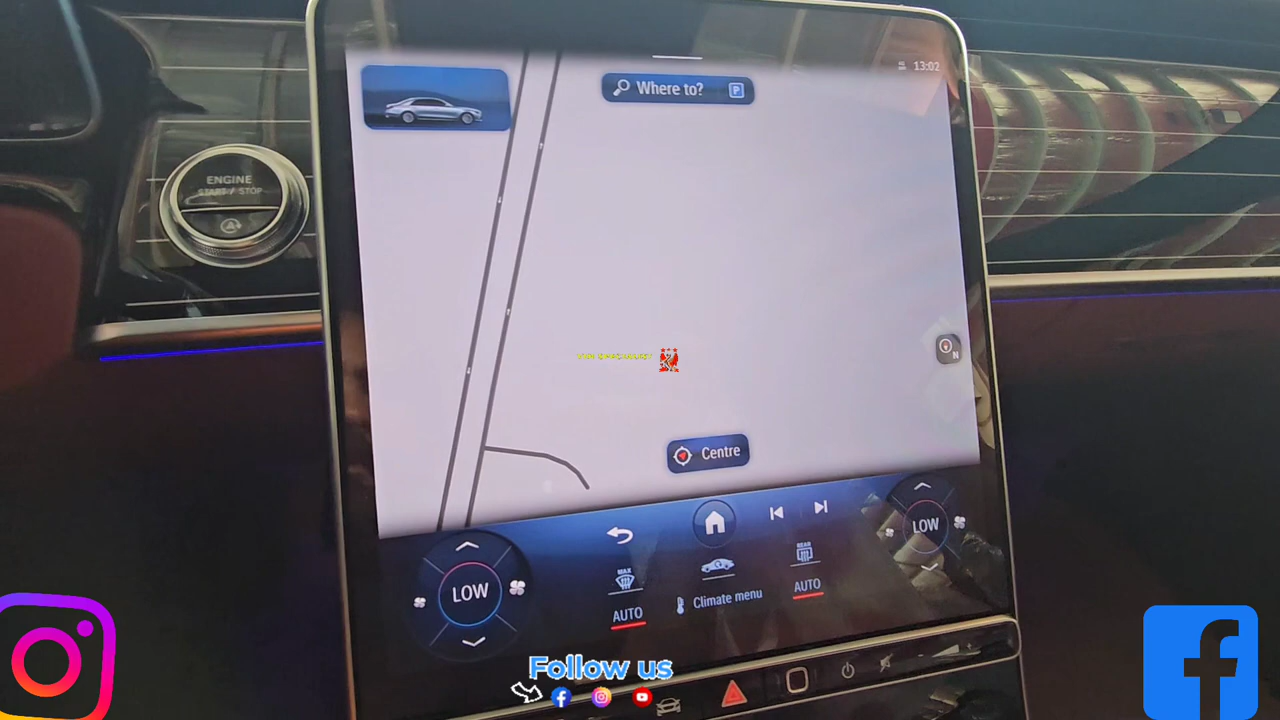 13:02
Where to?
P
ENGINE
START / STOP
N
Centre
LOW
LOW
MAX
REAR
AUTO
Climate menu
AUTO
Follow us